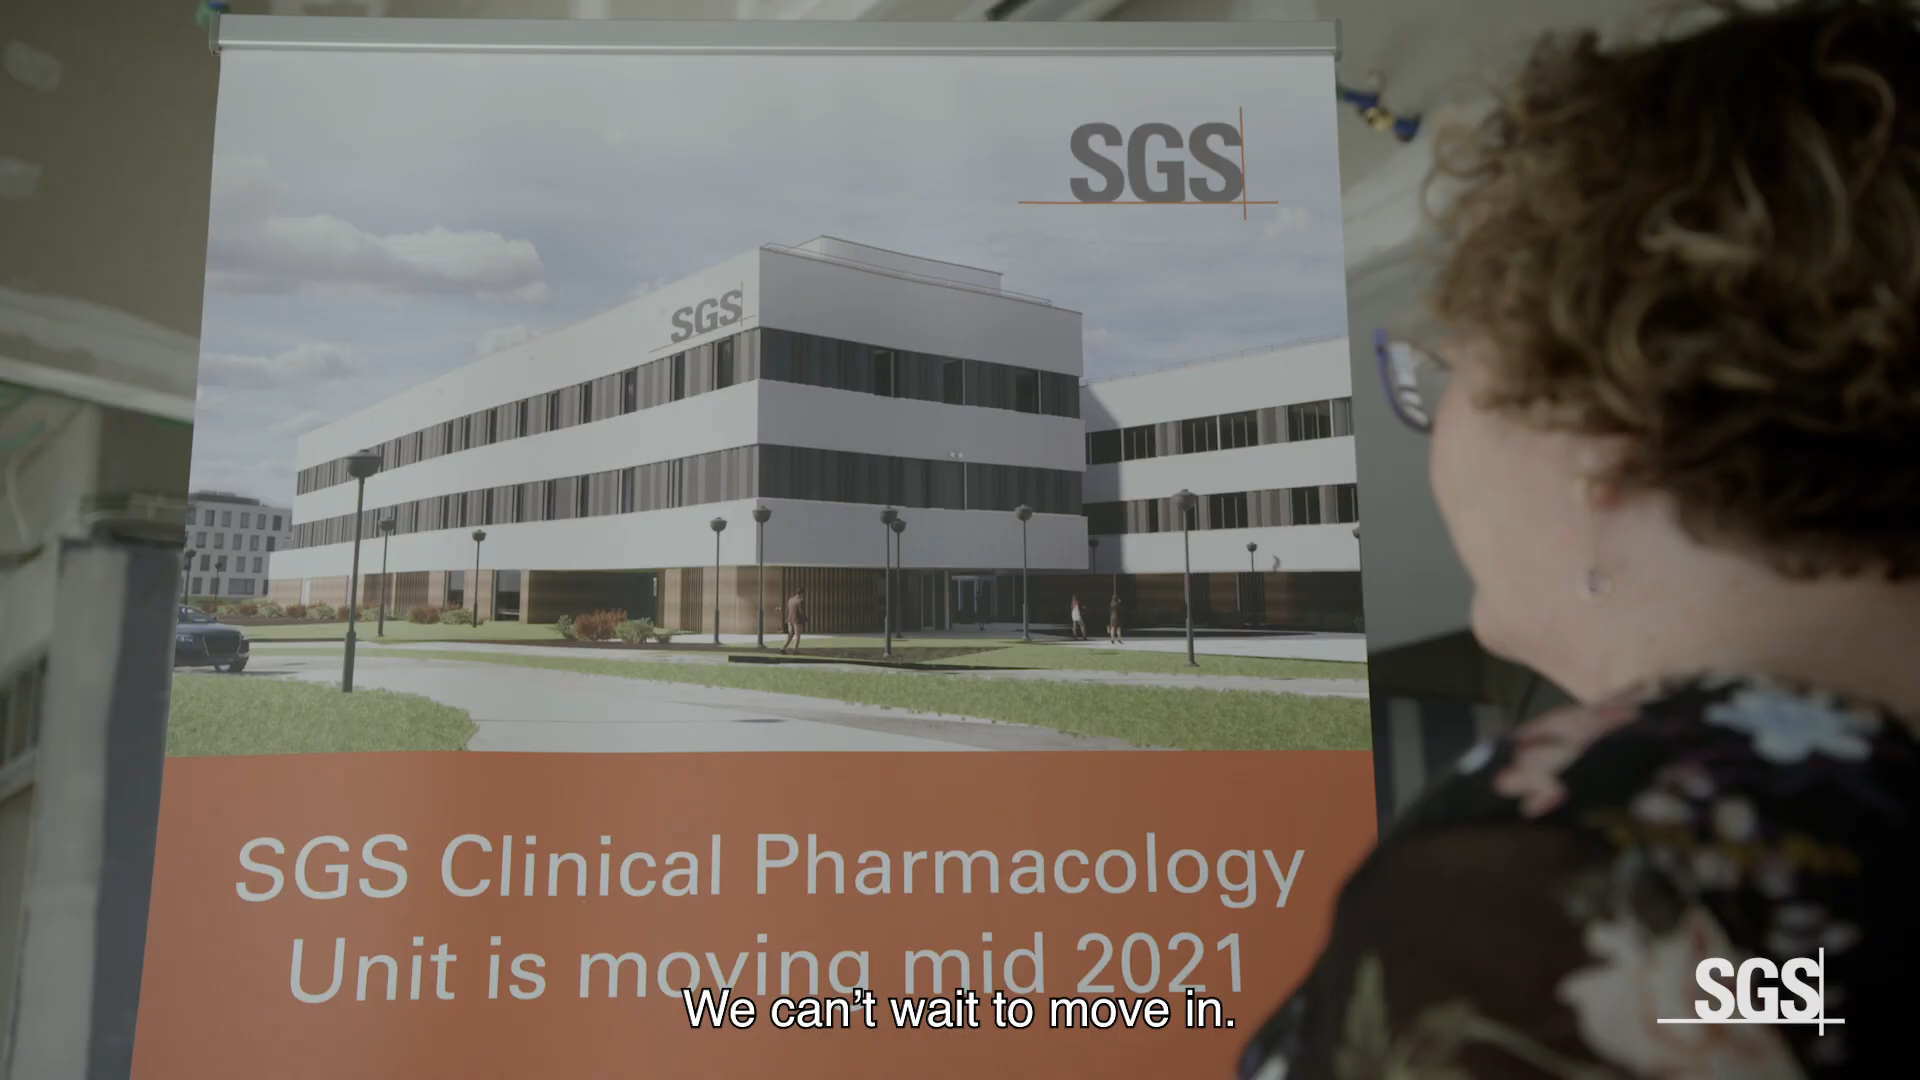 SGS
SGS
SGS Clinical Pharmacology
Unit is moving mid 2021
We can't wait to move in.
SGS